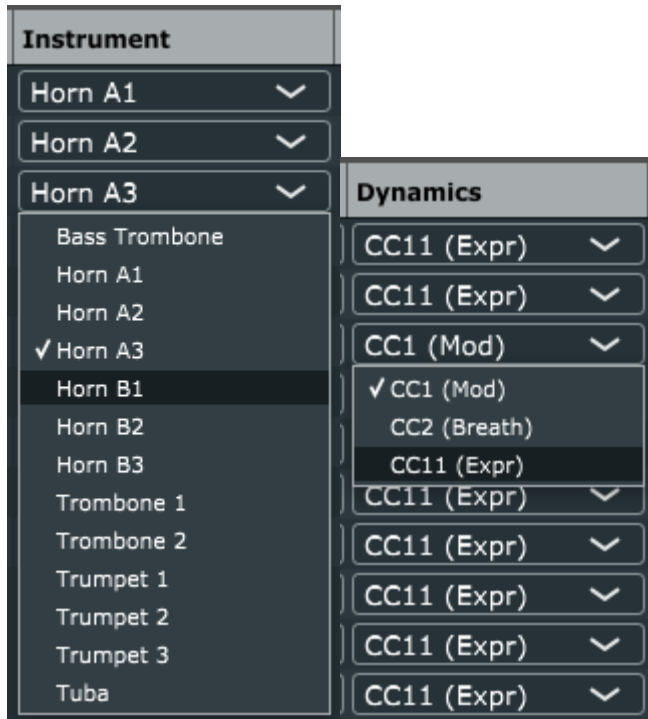 Instrument
Horn A1
Horn A2
Horn A3
Bass Trombone
Horn A1
Horn A2
✓ Horn A3
Horn B1
Horn B2
Horn B3
Trombone 1
Trombone 2
Trumpet 1
Trumpet 2
Trumpet 3
Tuba
Dynamics
CC11 (Expr)
CC11 (Expr)
CC1 (Mod)
✓ CC1 (Mod)
CC2 (Breath)
CC11 (Expr)
CC11 (Expr)
CC11 (Expr)
CC11 (Expr)
CC11 (Expr)
CC11 (Expr)